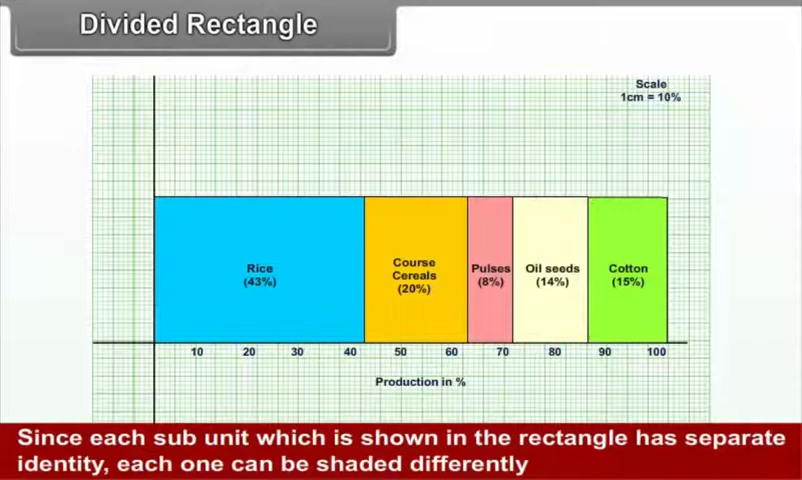 Divided Rectangle
Scale
1cm = 10%
Rice
(43%)
Course
Cereals
(20%)
Pulses
(8%)
Oil seeds
(14%)
Cotton
(15%)
10 20 30 40 50 60 70 80 90 100
Production in %
Since each sub unit which is shown in the rectangle has separate
identity, each one can be shaded differently